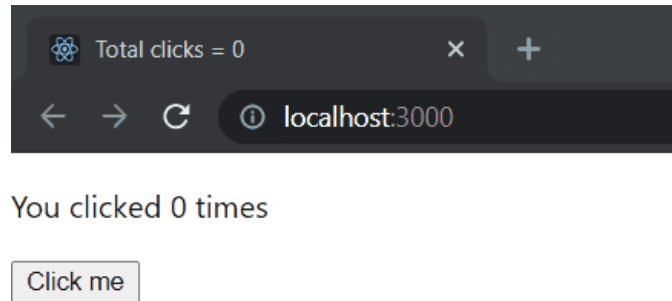 Total clicks = 0
localhost:3000
You clicked 0 times
Click me